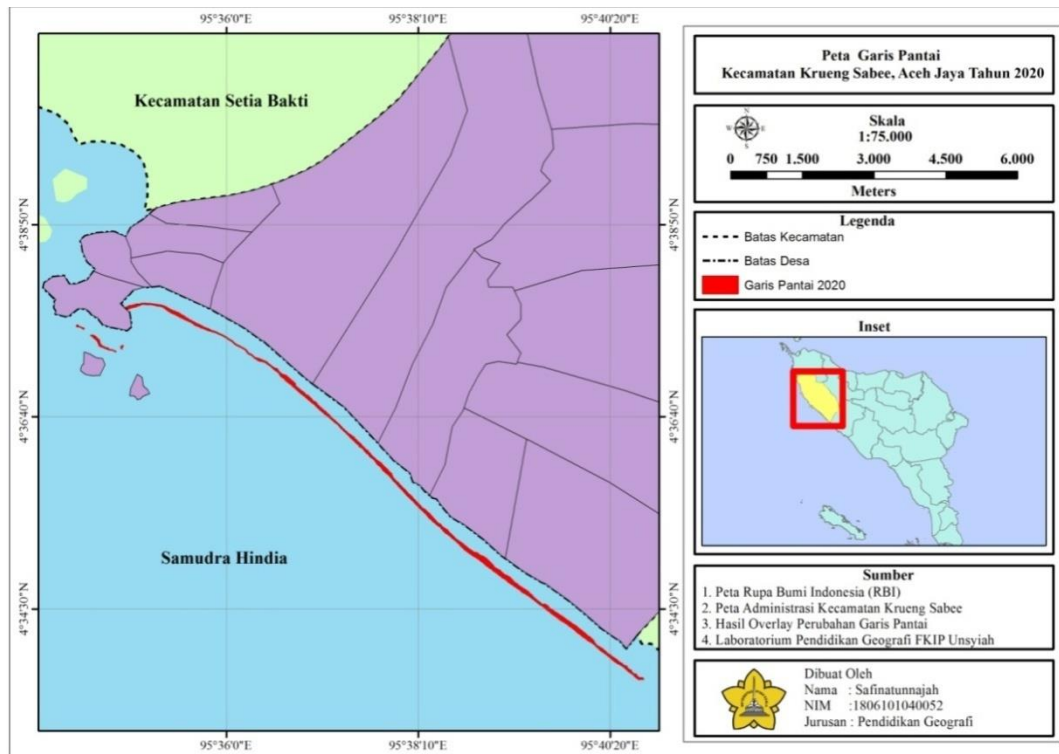 95°36'0"E
95°38'10"E
95°40'20"E
Kecamatan Setia Bakti
4°38'50"N
4°38'50"N
4°36'40"N
4°36'40"N
Samudra Hindia
4°34'30"N
4°34'30"N
95°36'0"E
95°38'10"E
95°40'20"E
Peta Garis Pantai
Kecamatan Krueng Sabee, Aceh Jaya Tahun 2020
N
W
E
S
Skala
1:75.000
0 750 1.500 3.000 4.500 6.000
Meters
Legenda
Batas Kecamatan
Batas Desa
Garis Pantai 2020
Inset
Sumber
1. Peta Rupa Bumi Indonesia (RBI)
2. Peta Administrasi Kecamatan Krueng Sabee
3. Hasil Overlay Perubahan Garis Pantai
4. Laboratorium Pendidikan Geografi FKIP Unsyiah
Dibuat Oleh
Nama : Safinatunnajah
NIM :1806101040052
Jurusan : Pendidikan Geografi